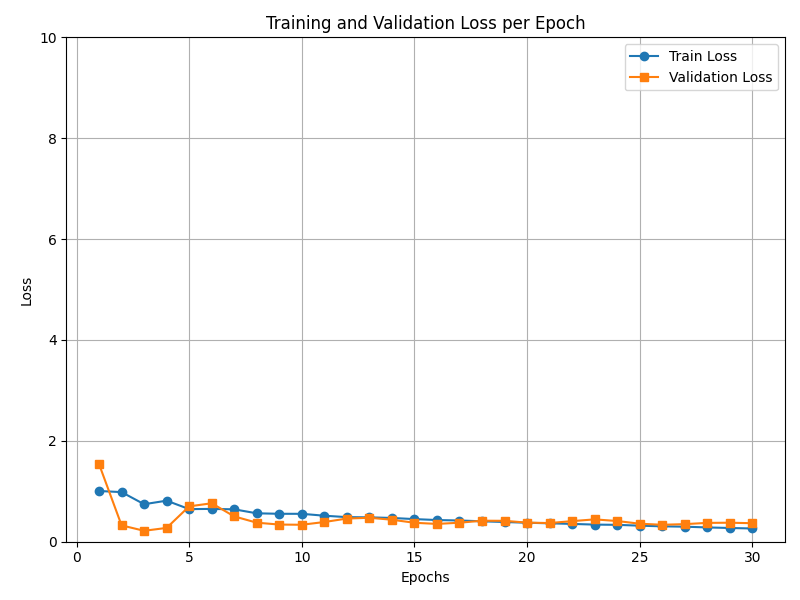 Training and Validation Loss per Epoch
10
8
6
4
2
0
Loss
Train Loss
Validation Loss
0 5 10 15 20 25 30
Epochs